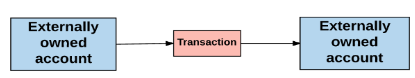 Externally
owned
account
Transaction
Externally
owned
account